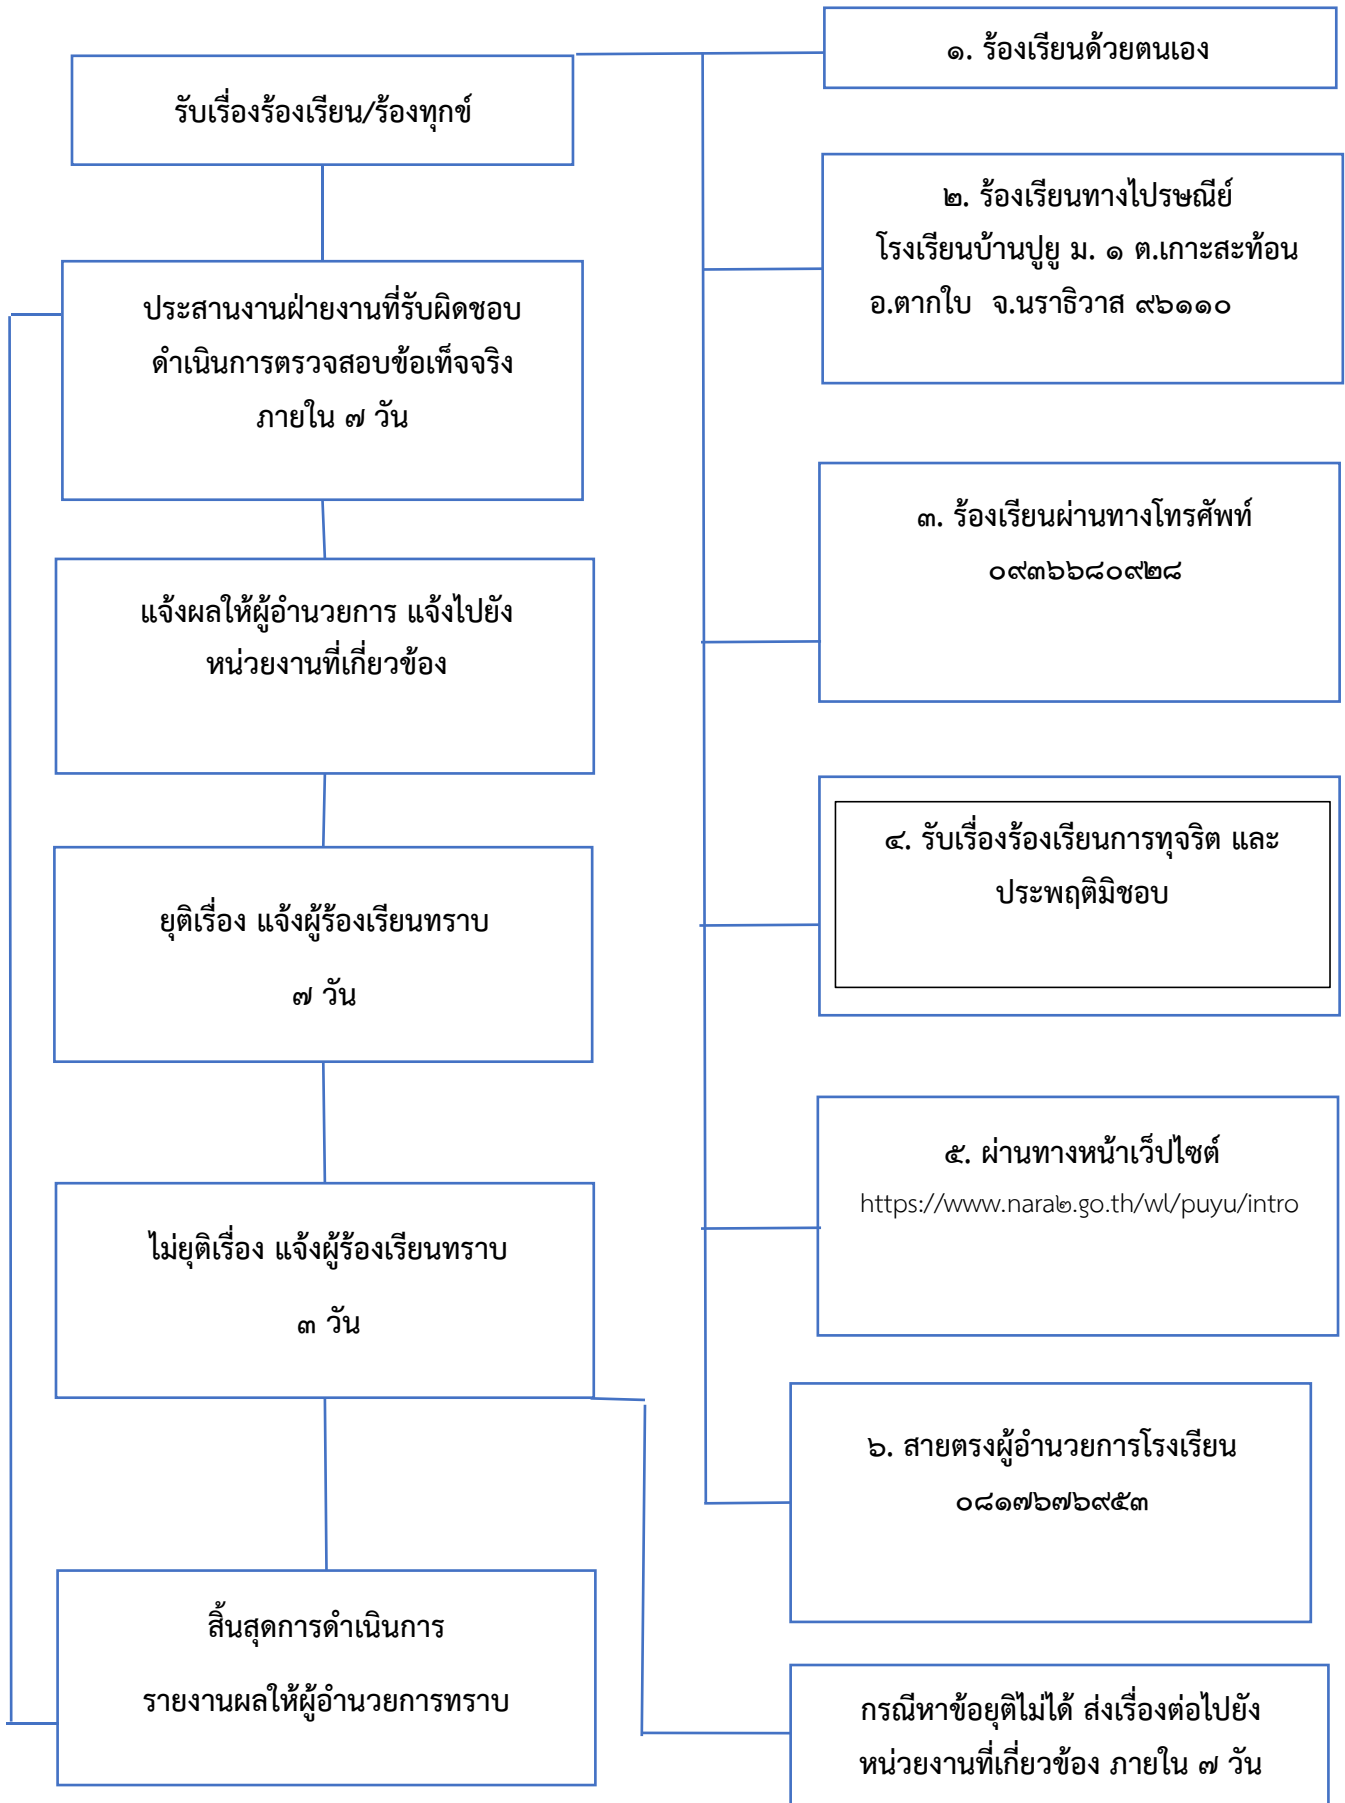 รับเรื่องร้องเรียน/ร้องทุกข์
ประสานงานฝ่ายงานที่รับผิดชอบ
ดำเนินการตรวจสอบข้อเท็จจริง
ภายใน ๗ วัน
แจ้งผลให้ผู้อำนวยการ แจ้งไปยัง
หน่วยงานที่เกี่ยวข้อง
ยุติเรื่อง แจ้งผู้ร้องเรียนทราบ
๗ วัน
ไม่ยุติเรื่อง แจ้งผู้ร้องเรียนทราบ
๓ วัน
สิ้นสุดการดำเนินการ
รายงานผลให้ผู้อำนวยการทราบ
๑. ร้องเรียนด้วยตนเอง
๒. ร้องเรียนทางไปรษณีย์
โรงเรียนบ้านปูยู ม. ๑ ต.เกาะสะท้อน
อ.ตากใบ จ.นราธิวาส ๙๖๑๑๐
๓. ร้องเรียนผ่านทางโทรศัพท์
๐๙๓๖๖๘๐๙๒๘
๔. รับเรื่องร้องเรียนการทุจริต และ
ประพฤติมิชอบ
๕. ผ่านทางหน้าเว็ปไซต์
https://www.nara๒.go.th/wl/puyu/intro
๖. สายตรงผู้อำนวยการโรงเรียน
๐๘๑๗๖๗๖๙๕๓
กรณีหาข้อยุติไม่ได้ ส่งเรื่องต่อไปยัง
หน่วยงานที่เกี่ยวข้อง ภายใน ๗ วัน